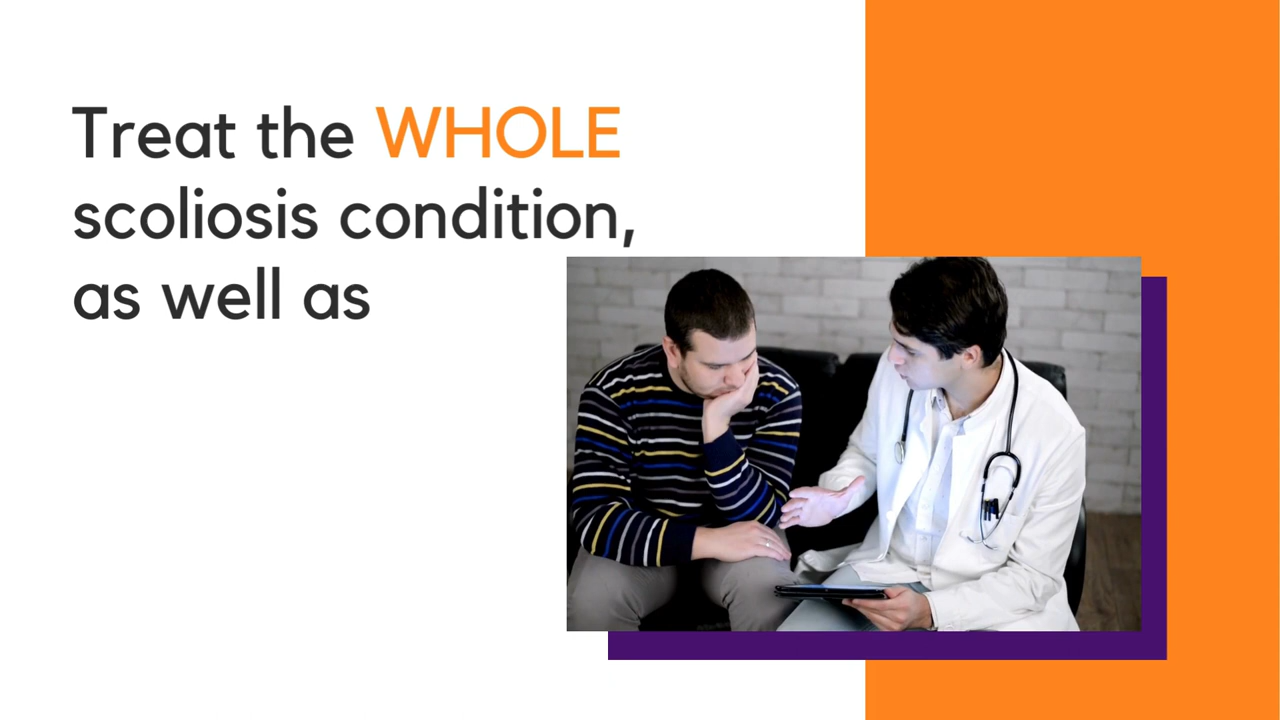 Treat the WHOLE
scoliosis condition,
as well as